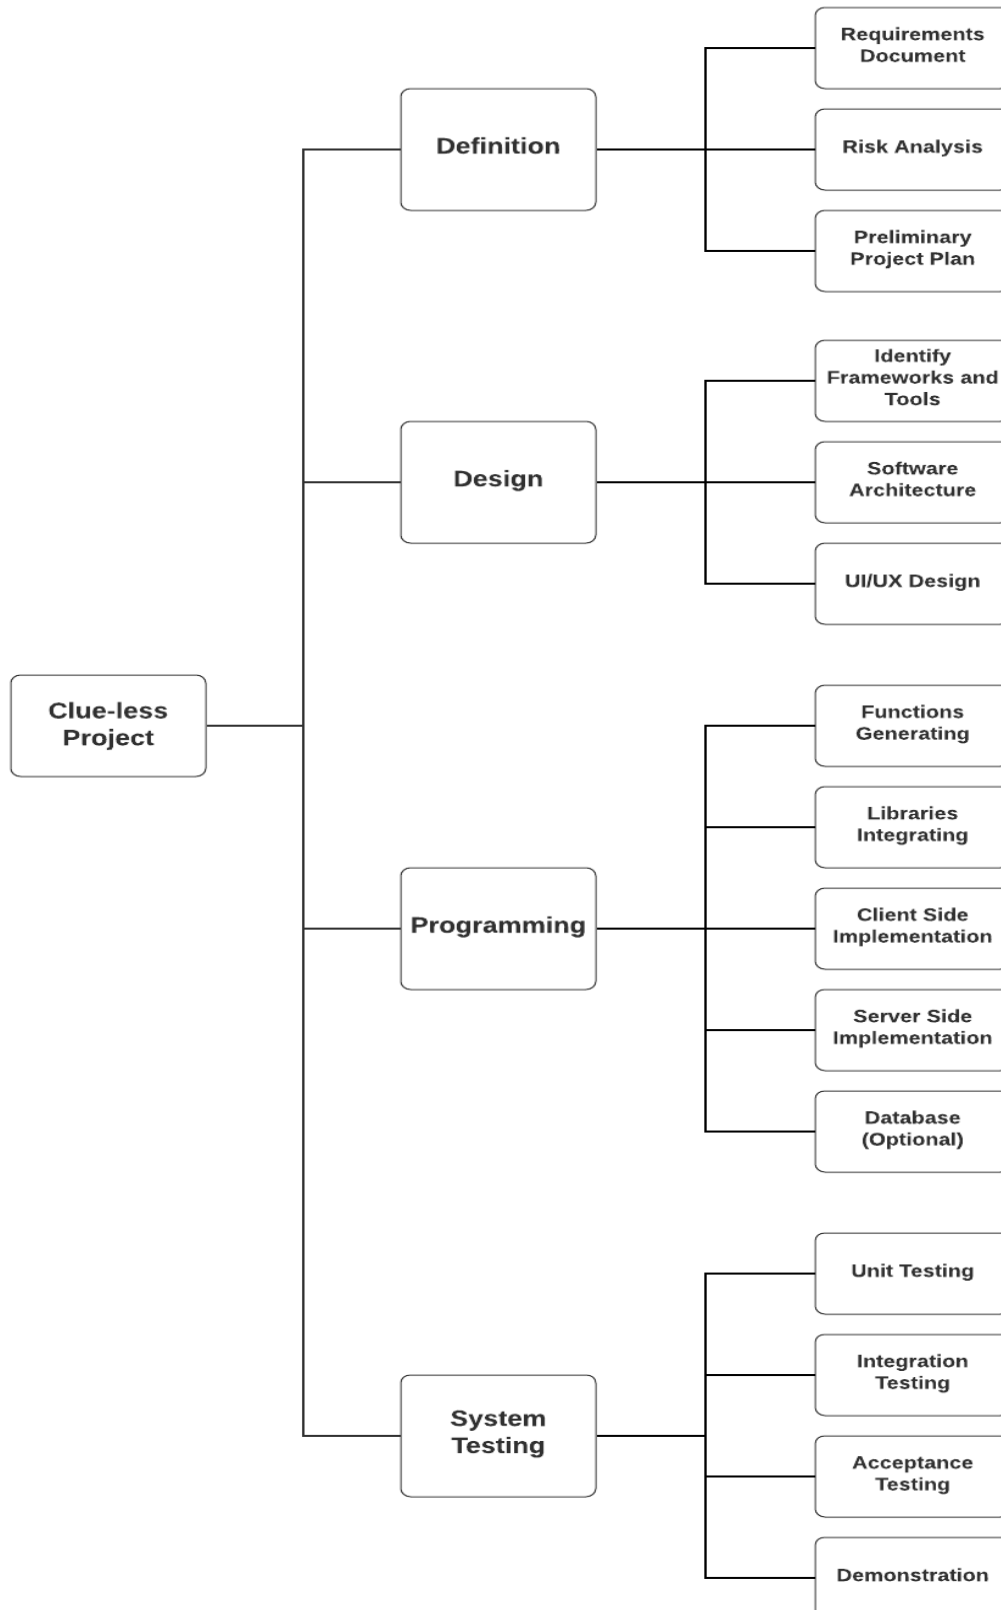 Requirements
Document
Definition
Risk Analysis
Preliminary
Project Plan
Identify
Frameworks and
Tools
Design
Software
Architecture
UI/UX Design
Clue-less
Project
Functions
Generating
Libraries
Integrating
Programming
Client Side
Implementation
Server Side
Implementation
Database
(Optional)
Unit Testing
Integration
Testing
System
Testing
Acceptance
Testing
Demonstration